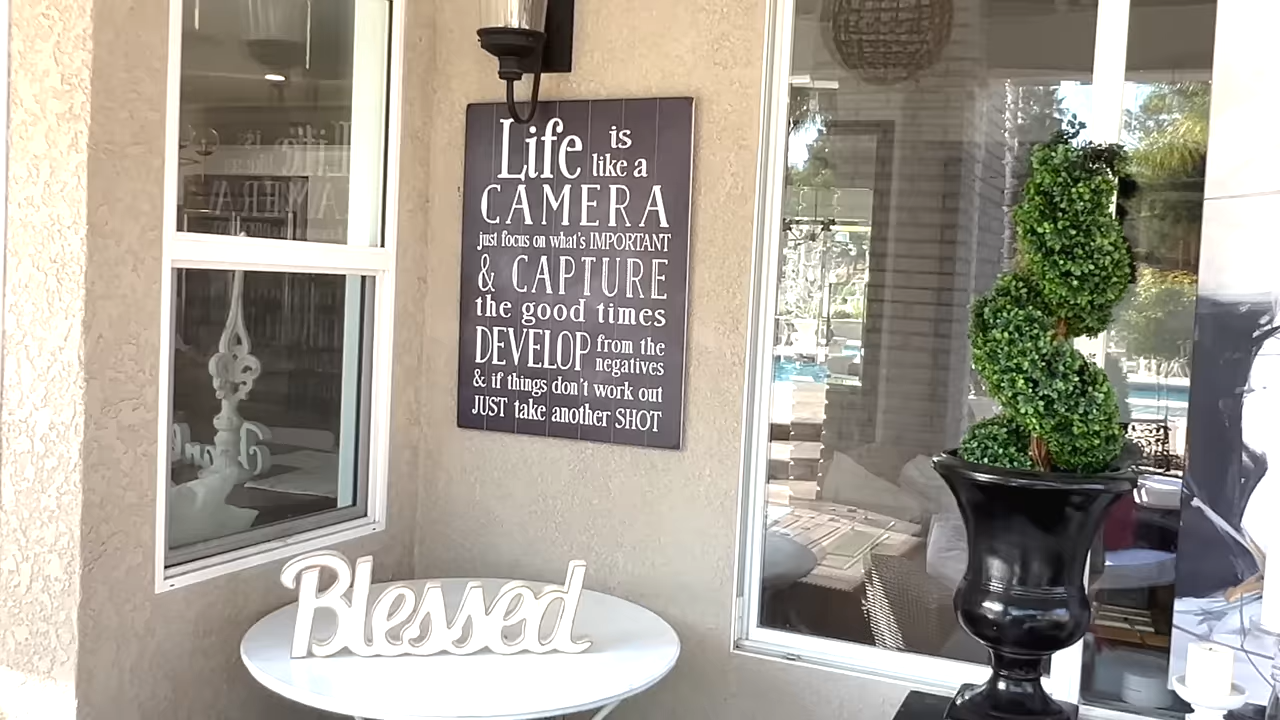 Life is
like a
CAMERA
just focus on what's IMPORTANT
& CAPTURE
the good times
DEVELOP from the
negatives
& if things don't work out
JUST take another SHOT
Blessed